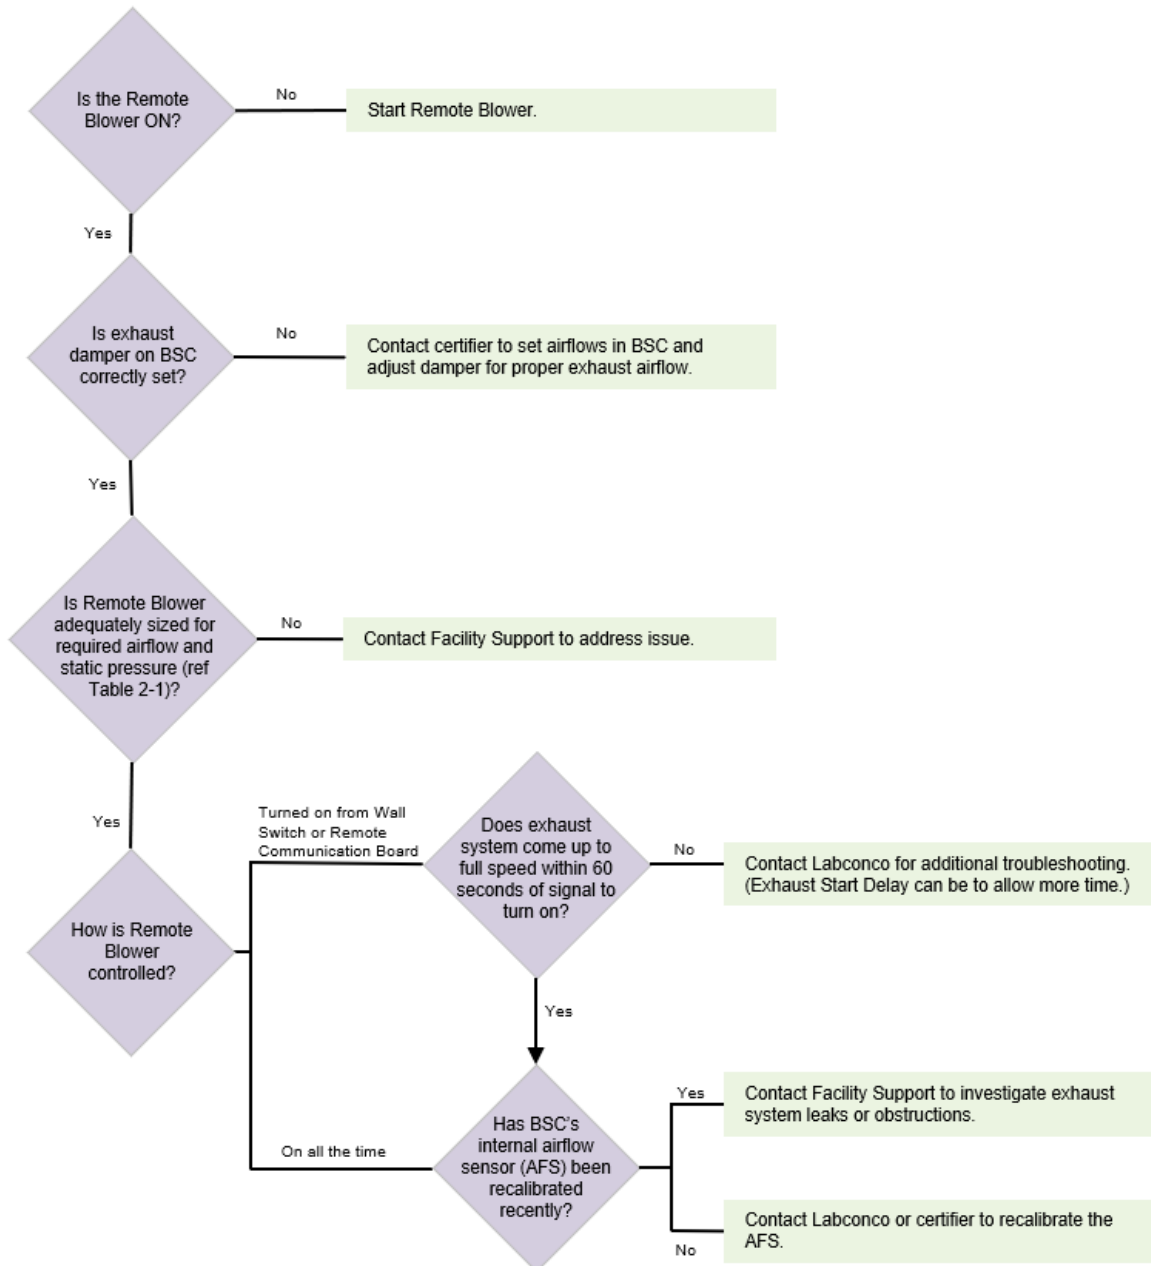 Is the Remote
Blower ON?
No
Start Remote Blower.
Yes
Is exhaust
damper on BSC
correctly set?
No
Contact certifier to set airflows in BSC and
adjust damper for proper exhaust airflow.
Yes
Is Remote Blower
adequately sized for
required airflow and
static pressure (ref
Table 2-1)?
No
Contact Facility Support to address issue.
Yes
How is Remote
Blower
controlled?
Turned on from Wall
Switch or Remote
Communication Board
Does exhaust
system come up to
full speed within 60
seconds of signal to
turn on?
No
Contact Labconco for additional troubleshooting.
(Exhaust Start Delay can be to allow more time.)
Yes
On all the time
Has BSC's
internal airflow
sensor (AFS) been
recalibrated
recently?
Yes
Contact Facility Support to investigate exhaust
system leaks or obstructions.
No
Contact Labconco or certifier to recalibrate the
AFS.